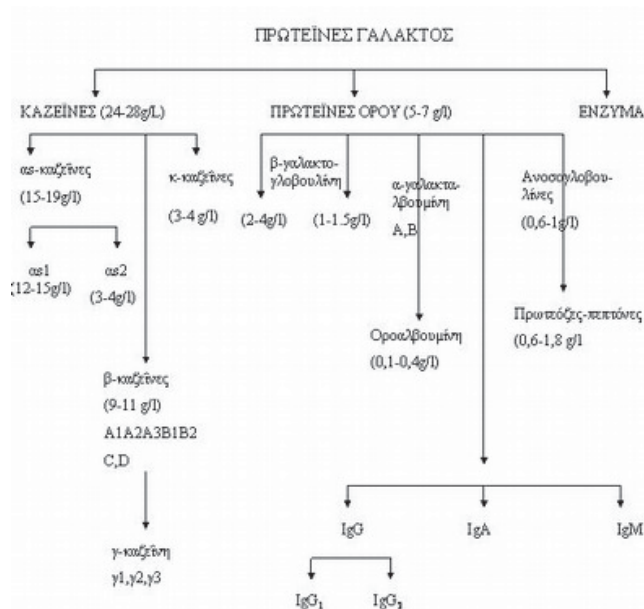 ΠΡΩΤΕΪΝΕΣ ΓΑΛΑΚΤΟΣ
ΚΑΖΕΪΝΕΣ (24-28g/L)
ΠΡΩΤΕΪΝΕΣ ΟΡΟΥ (5-7 g/l)
ΕΝΖΥΜΑ
αs-καζεΐνες
(15-19g/l)
κ-καζεΐνες
(3-4 g/l)
β-γαλακτο-
γλοβουλίνη
(2-4g/l)
(1-1.5g/l)
α-γαλακτα-
λβουμίνη
Α,Β
Ανοσογλοβου-
λίνες
(0,6-1g/l)
αs1
(12-15g/l)
αs2
(3-4g/l)
Οροαλβουμίνη
(0,1-0,4g/l)
Πρωτεόζες-πεπτόνες
(0,6-1,8 g/l
β-καζεΐνες
(9-11 g/l)
Α1Α2Α3Β1Β2
C,D
γ-καζεΐνη
γ1,γ2,γ3
IgG
IgA
IgM
IgG₁
IgG₂